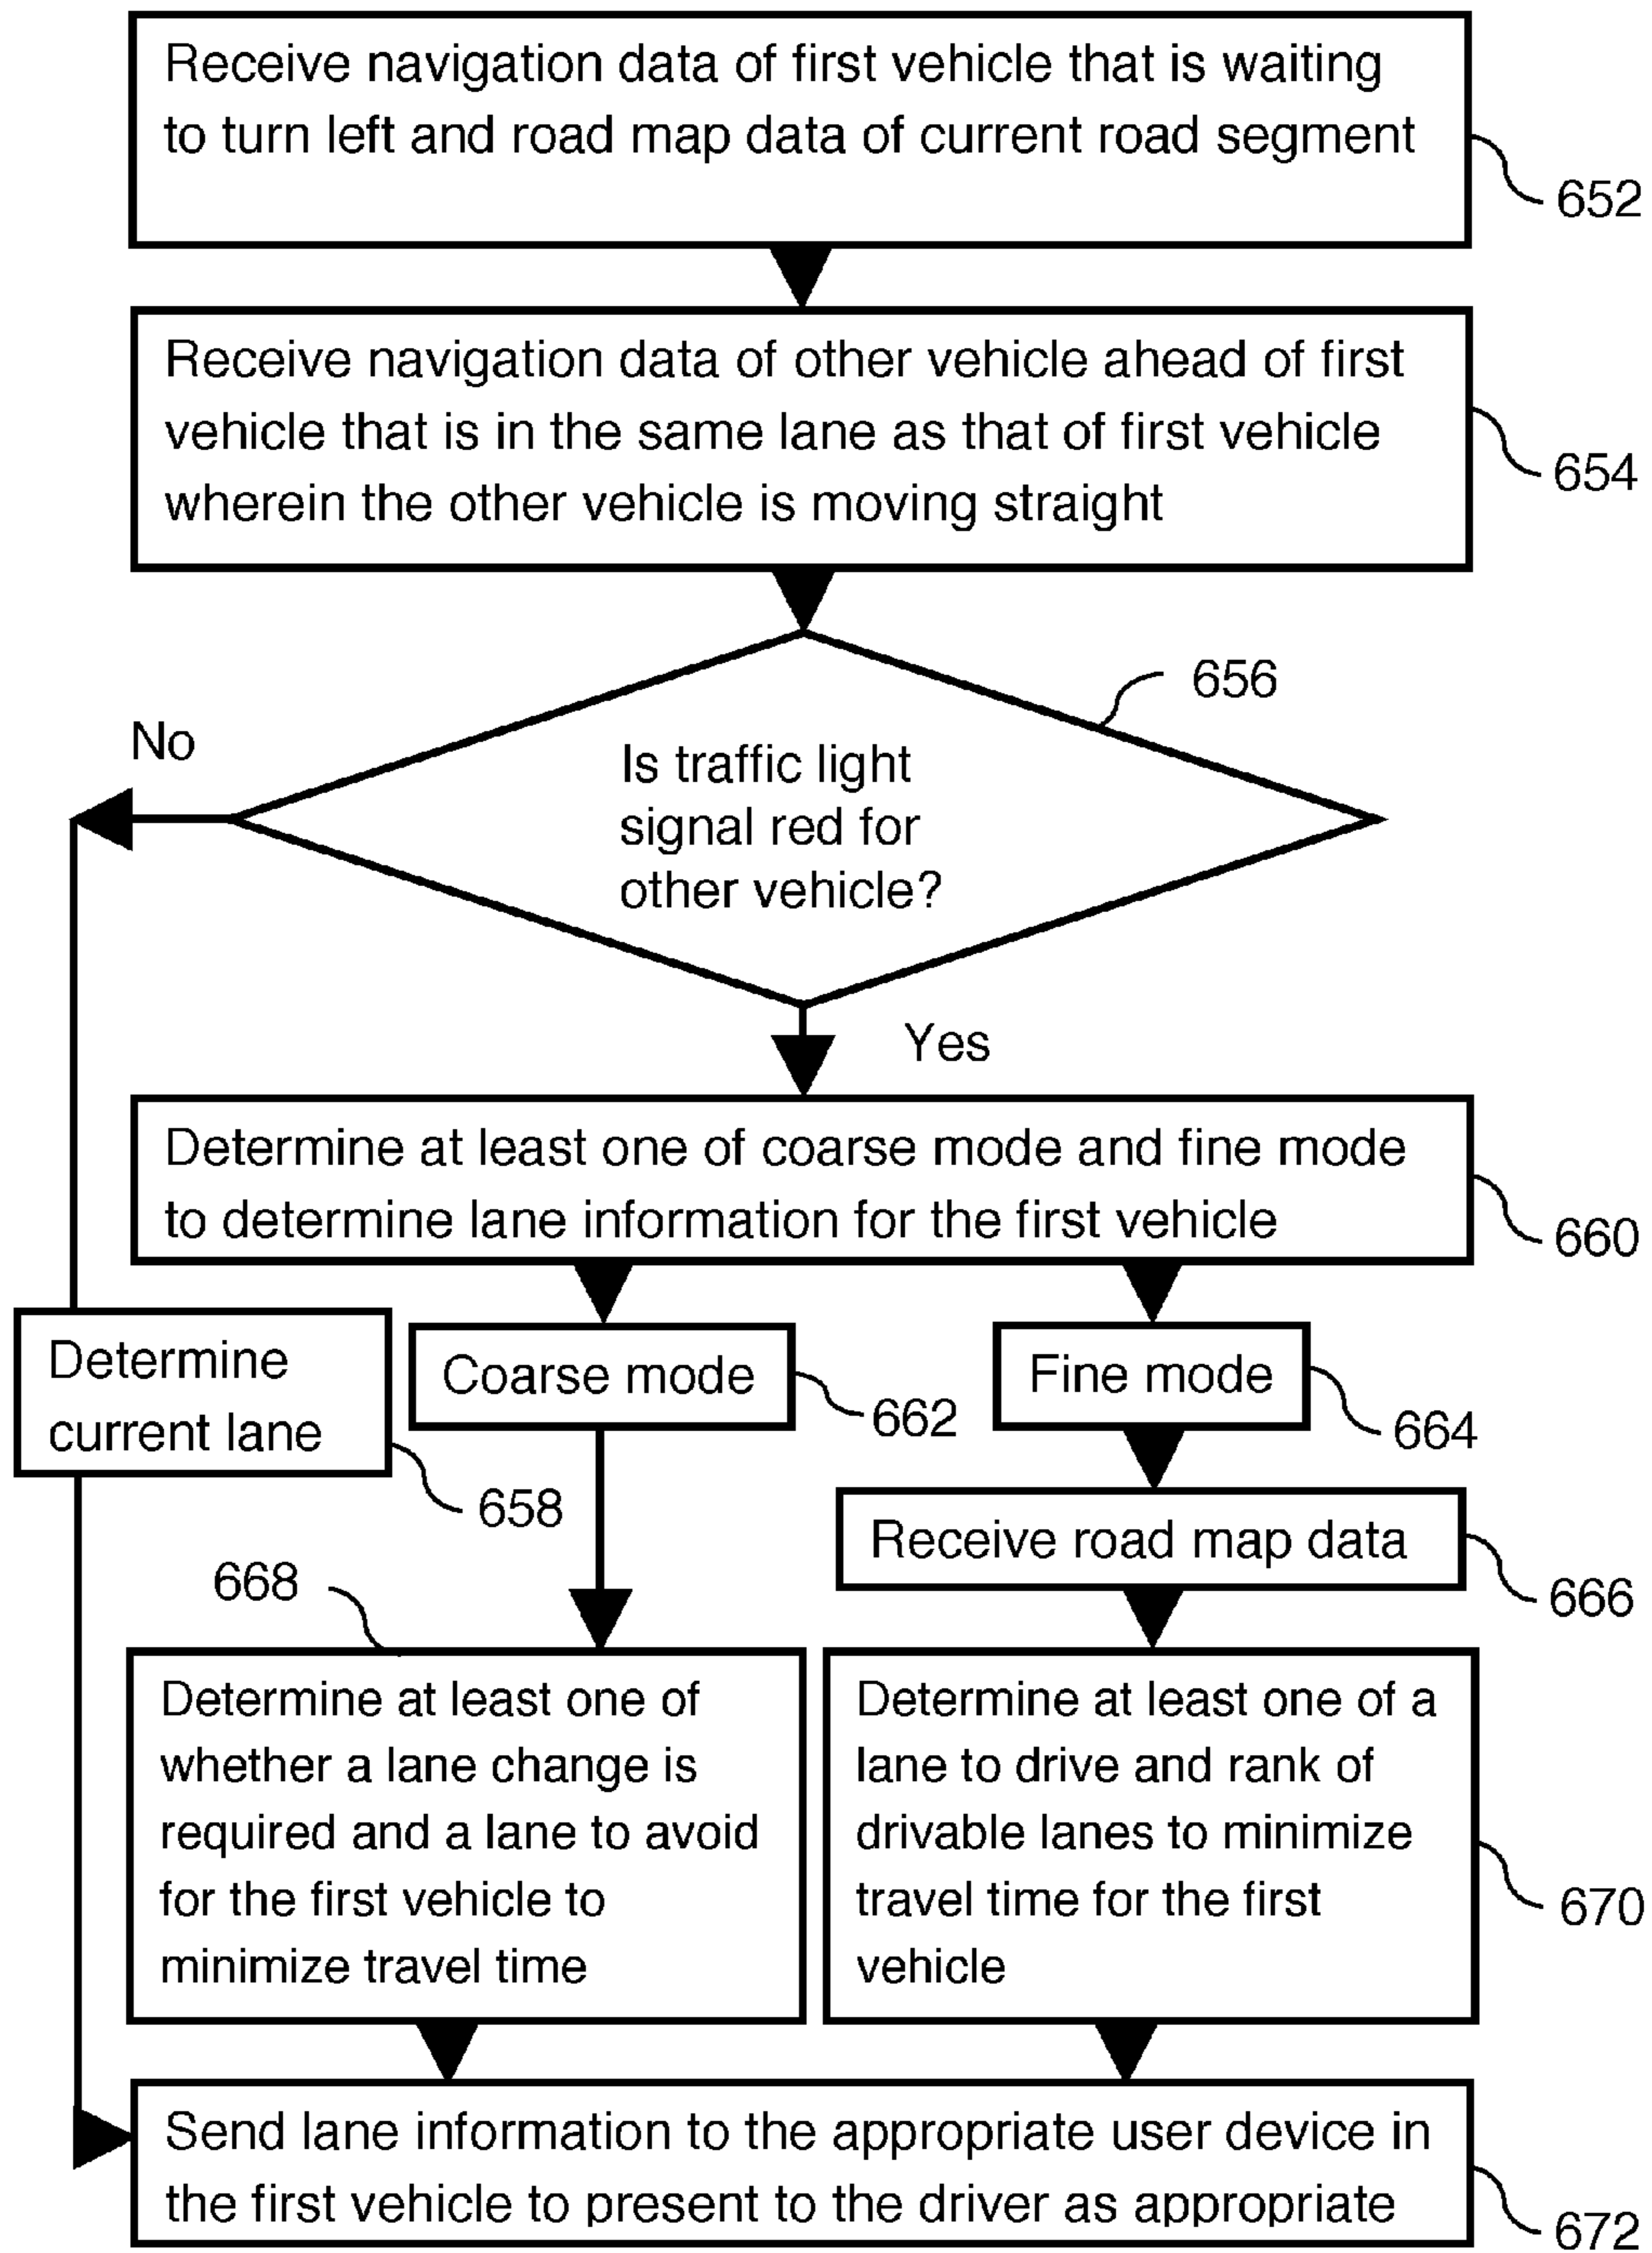 Receive navigation data of first vehicle that is waiting
to turn left and road map data of current road segment
652
Receive navigation data of other vehicle ahead of first
vehicle that is in the same lane as that of first vehicle
wherein the other vehicle is moving straight
654
656
No
Is traffic light
signal red for
other vehicle?
Yes
Determine at least one of coarse mode and fine mode
to determine lane information for the first vehicle
660
Determine
current lane
658
Coarse mode
662
Fine mode
664
Receive road map data
666
668
Determine at least one of
whether a lane change is
required and a lane to avoid
for the first vehicle to
minimize travel time
Determine at least one of a
lane to drive and rank of
drivable lanes to minimize
travel time for the first
vehicle
670
Send lane information to the appropriate user device in
the first vehicle to present to the driver as appropriate
672